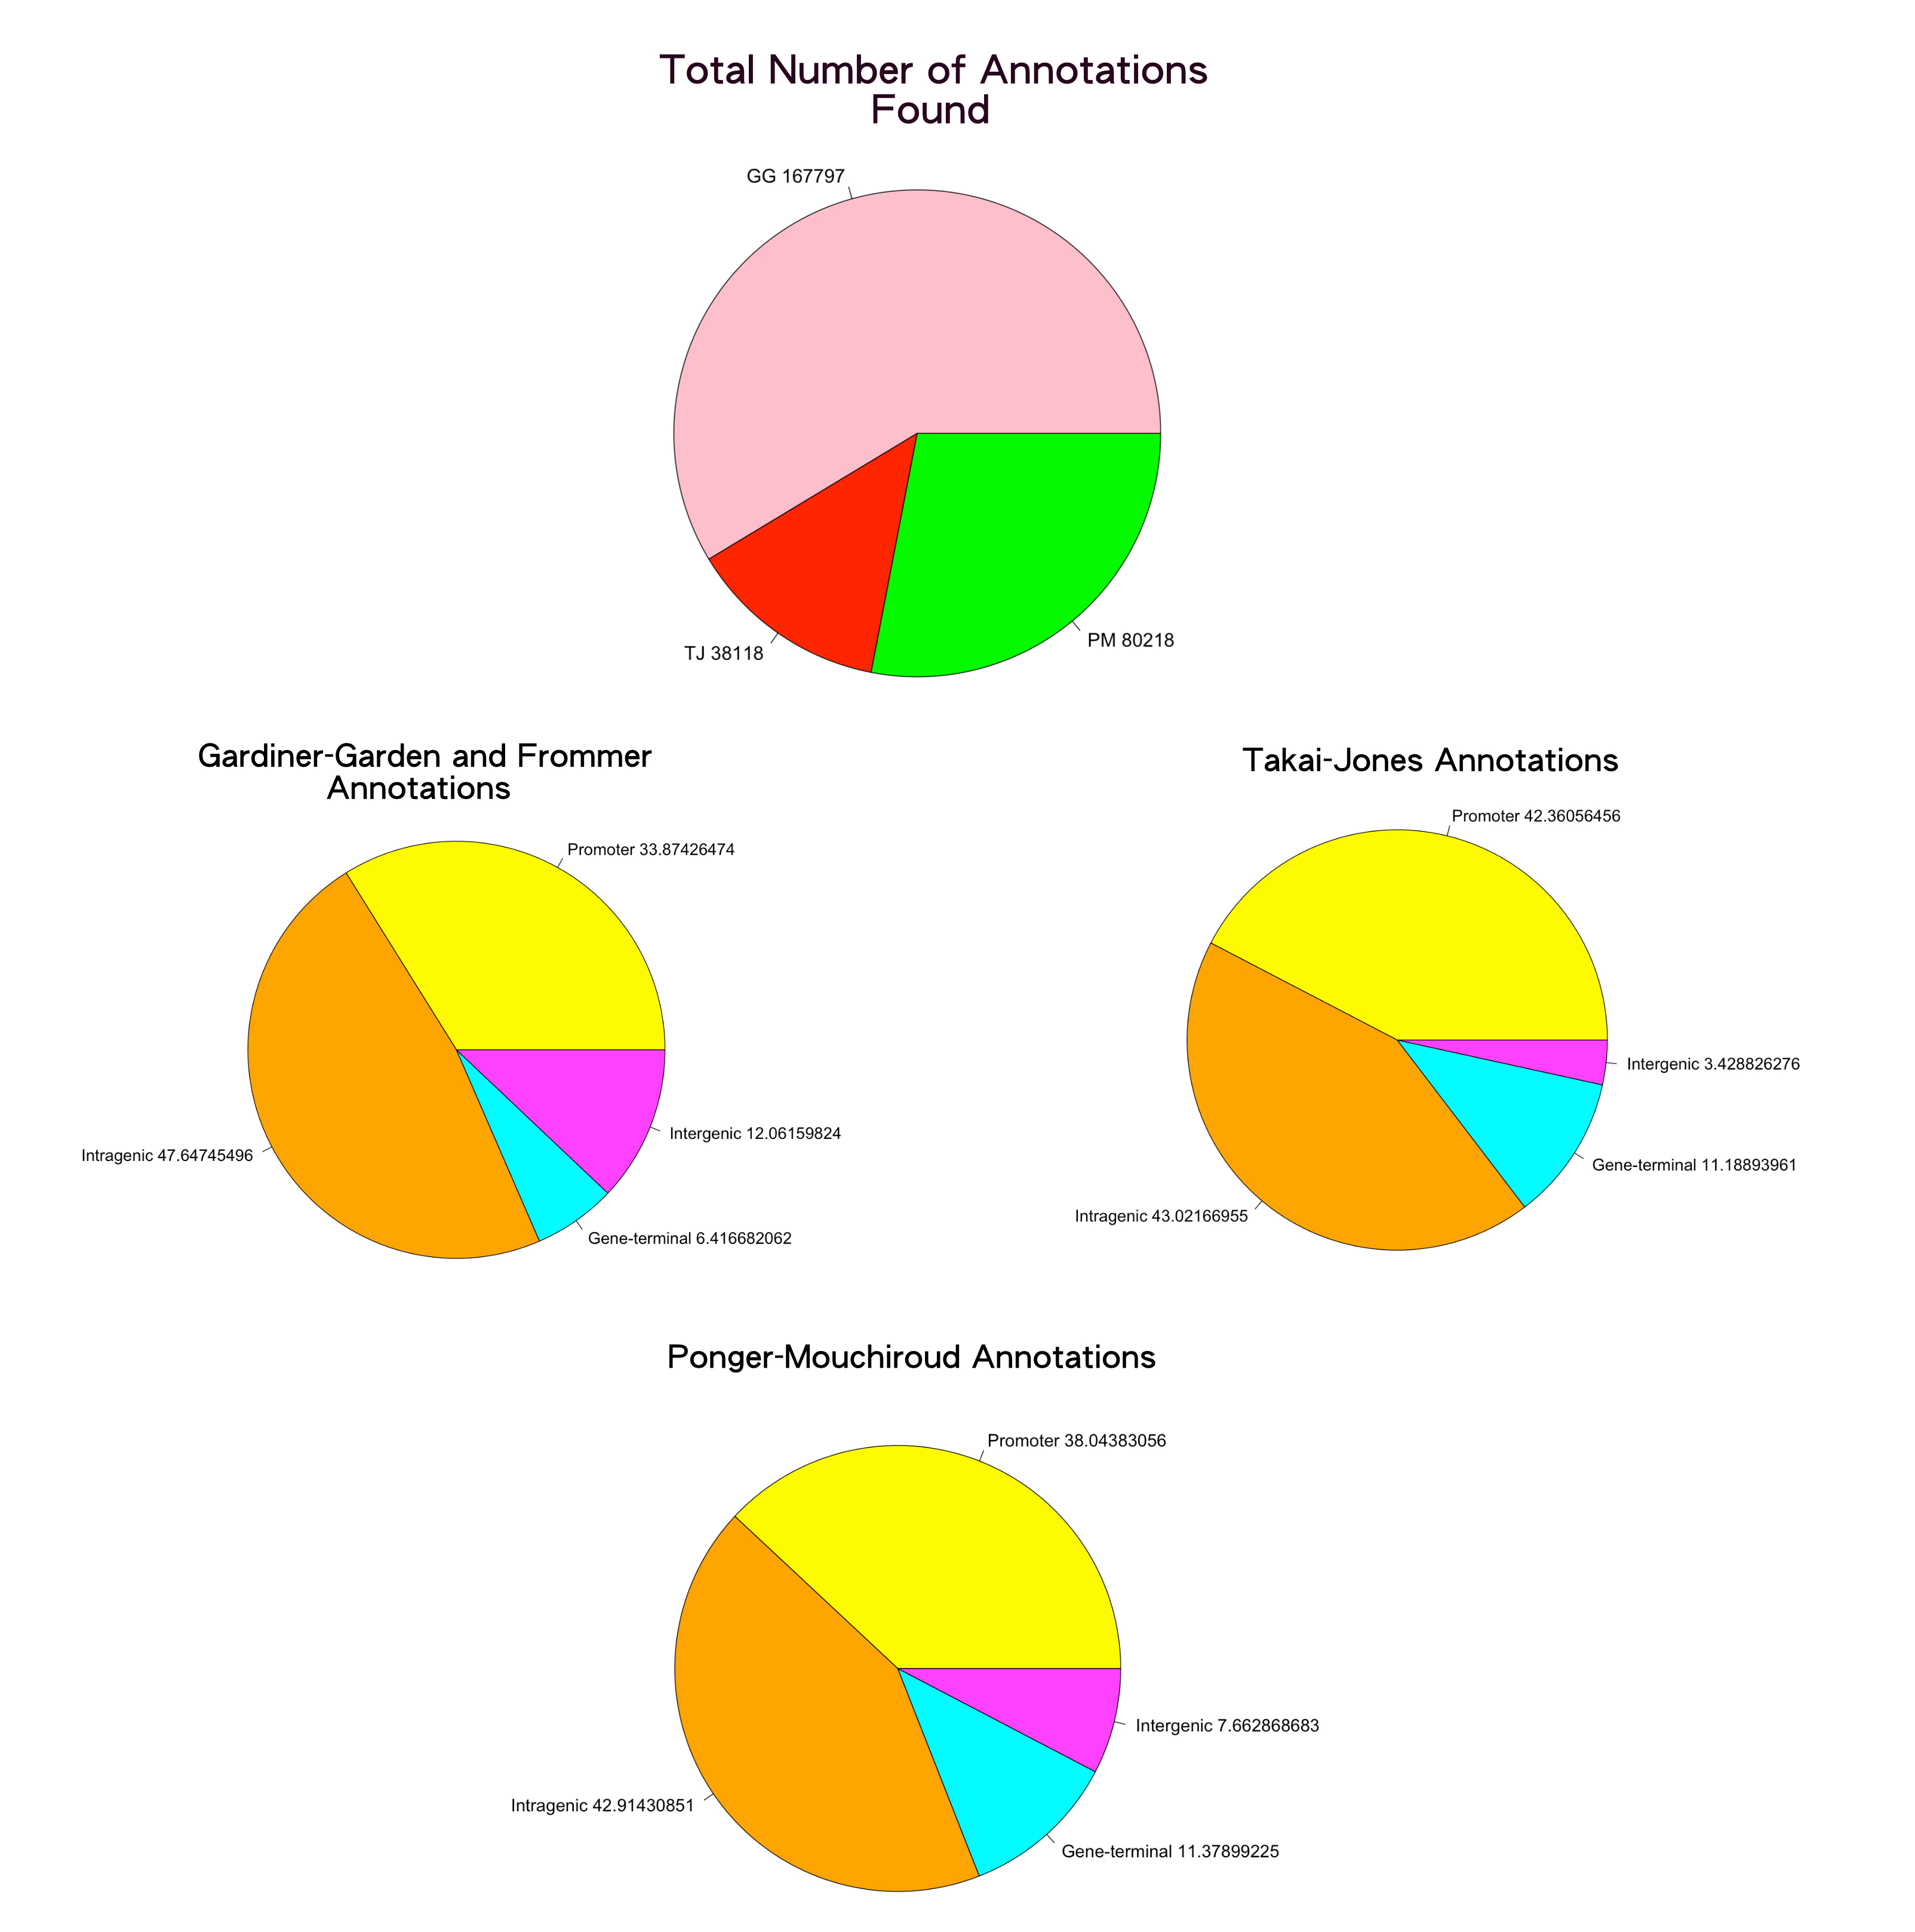 Total Number of Annotations
Found
GG 167797
TJ 38118
PM 80218
Gardiner-Garden and Frommer
Annotations
Promoter 33.87426474
Intragenic 47.64745496
Intergenic 12.06159824
Gene-terminal 6.416682062
Takai-Jones Annotations
Promoter 42.36056456
Intergenic 3.428826276
Gene-terminal 11.18893961
Intragenic 43.02166955
Ponger-Mouchiroud Annotations
Promoter 38.04383056
Intergenic 7.662868683
Intragenic 42.91430851
Gene-terminal 11.37899225